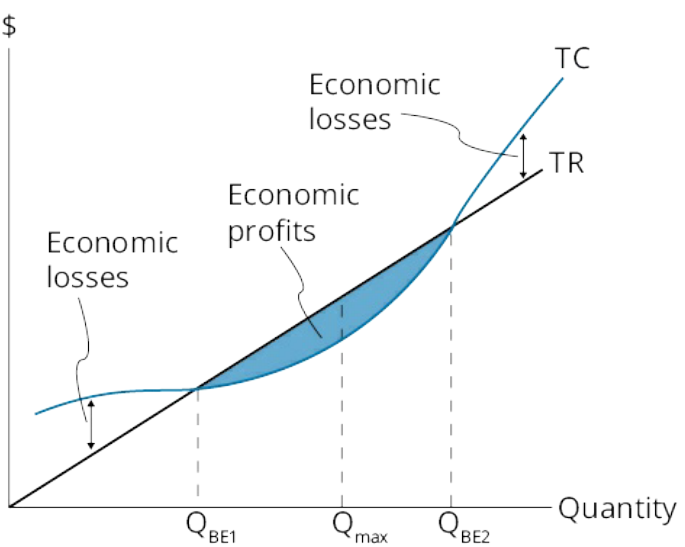 $
TC
Economic
losses
TR
Economic
profits
Economic
losses
Quantity
QBE1
Qmax
QBE2